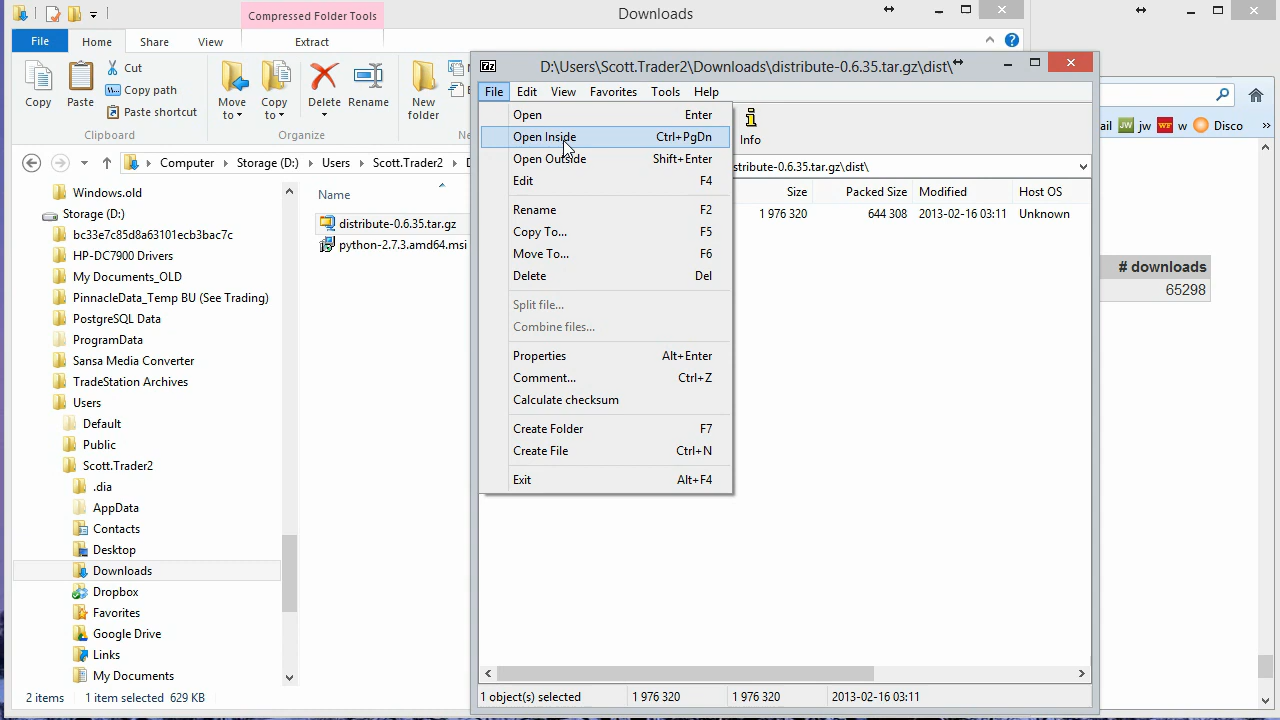 Compressed Folder Tools
Downloads
File
Home
Share
View
Extract
Copy
Paste
Cut
Copy path
Paste shortcut
Clipboard
Move to
Copy to
Delete
Rename
New folder
Organize
Computer
Storage (D:)
Users
Scott.Trader2
Windows.old
Storage (D:)
bc33e7c85d8a63101ecb3bac7c
HP-DC7900 Drivers
My Documents_OLD
PinnacleData_Temp BU (See Trading)
PostgreSQL Data
ProgramData
Sansa Media Converter
TradeStation Archives
Users
Default
Public
Scott.Trader2
.dia
AppData
Contacts
Desktop
Downloads
Dropbox
Favorites
Google Drive
Links
My Documents
Name
distribute-0.6.35.tar.gz
python-2.7.3.amd64.msi
2 items
1 item selected 629 KB
7z
D:\Users\Scott.Trader2\Downloads\distribute-0.6.35.tar.gz\dist\
File Edit View Favorites Tools Help
Open Enter
Open Inside Ctrl+PgDn
Open Outside Shift+Enter
Edit F4
Rename F2
Copy To... F5
Move To... F6
Delete Del
Split file...
Combine files...
Properties Alt+Enter
Comment... Ctrl+Z
Calculate checksum
Create Folder F7
Create File Ctrl+N
Exit Alt+F4
Info
stribute-0.6.35.tar.gz\dist\
Size Packed Size Modified Host OS
1 976 320 644 308 2013-02-16 03:11 Unknown
1 object(s) selected 1 976 320 1 976 320 2013-02-16 03:11
ail JW jw WF w Disc
# downloads
65298